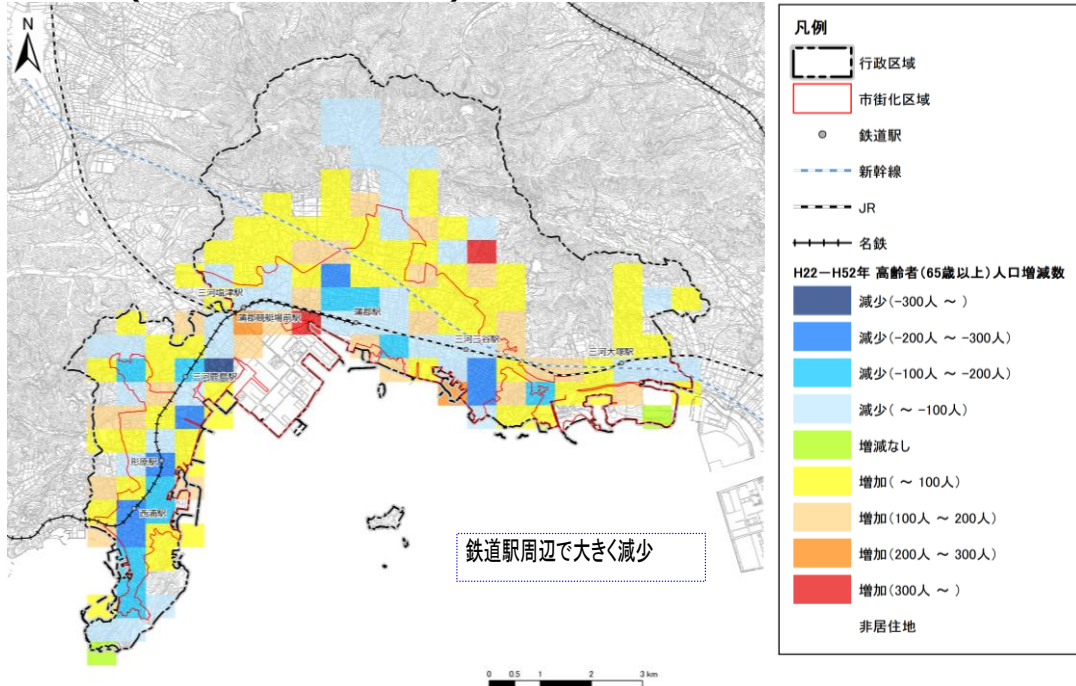 N
三河塩津駅
蒲郡競艇場前駅
蒲郡駅
三河三谷駅
三河大塚駅
三河鹿島駅
形原駅
西浦駅
鉄道駅周辺で大きく減少
0 0.5 1 2 3 km
凡例
行政区域
市街化区域
鉄道駅
新幹線
JR
名鉄
H22－H52年 高齢者(65歳以上)人口増減数
減少(-300人 ～ )
減少(-200人 ～ -300人)
減少(-100人 ～ -200人)
減少( ～ -100人)
増減なし
増加( ～ 100人)
増加(100人 ～ 200人)
増加(200人 ～ 300人)
増加(300人 ～ )
非居住地